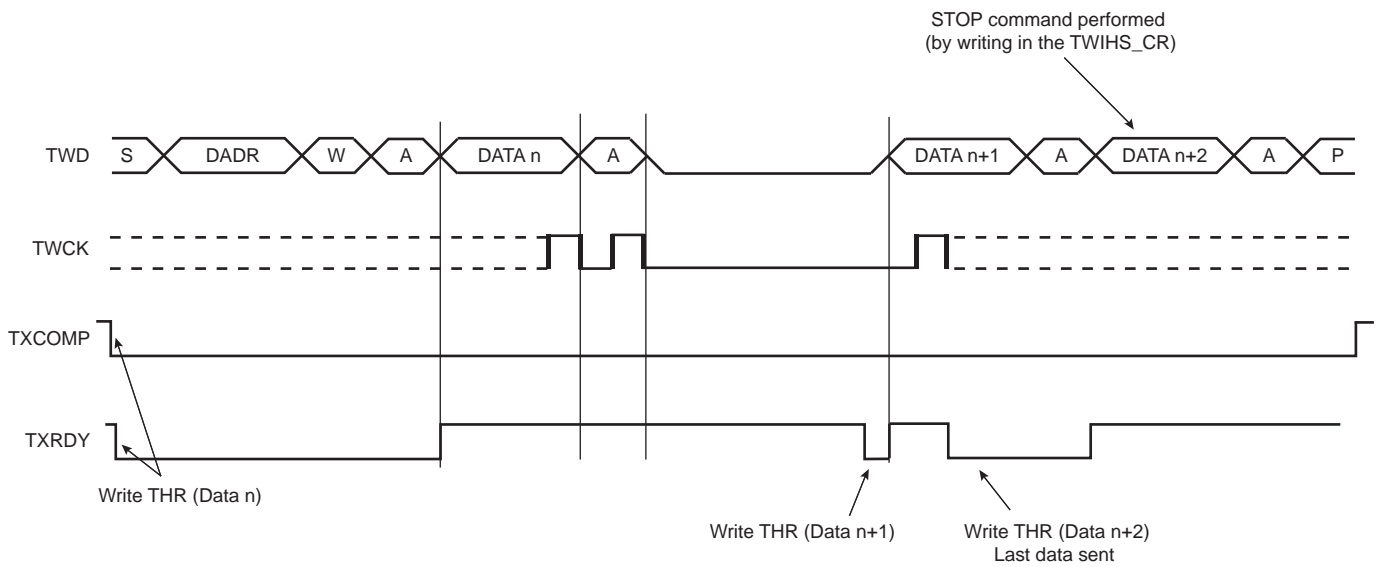 STOP command performed
(by writing in the TWIHS_CR)
TWD S DADR W A DATA n A DATA n+1 A DATA n+2 A P
TWCK
TXCOMP
TXRDY
Write THR (Data n)
Write THR (Data n+1) Write THR (Data n+2)
Last data sent